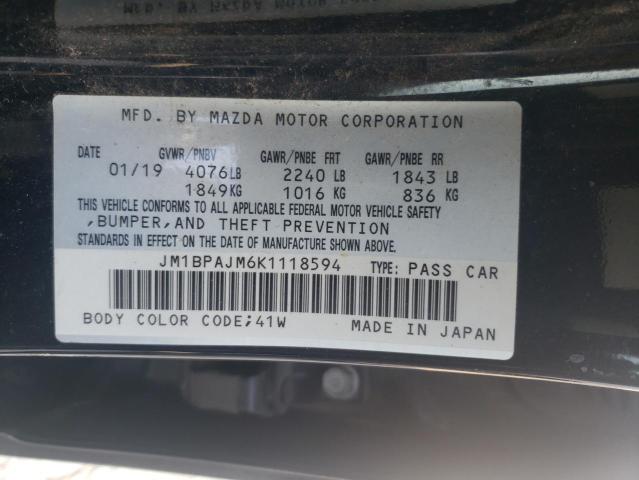 MFD. BY MAZDA MOTOR CORPORATION
DATE GVWR/PNBV GAWR/PNBE FRT GAWR/PNBE RR
01/19 4076LB 2240 LB 1843 LB
1849KG 1016 KG 836 KG
THIS VEHICLE CONFORMS TO ALL APPLICABLE FEDERAL MOTOR VEHICLE SAFETY
,BUMPER,AND THEFT PREVENTION
STANDARDS IN EFFECT ON THE DATE OF MANUFACTURE SHOWN ABOVE.
JM1BPAJM6K1118594 TYPE: PASS CAR
BODY COLOR CODE;41W MADE IN JAPAN